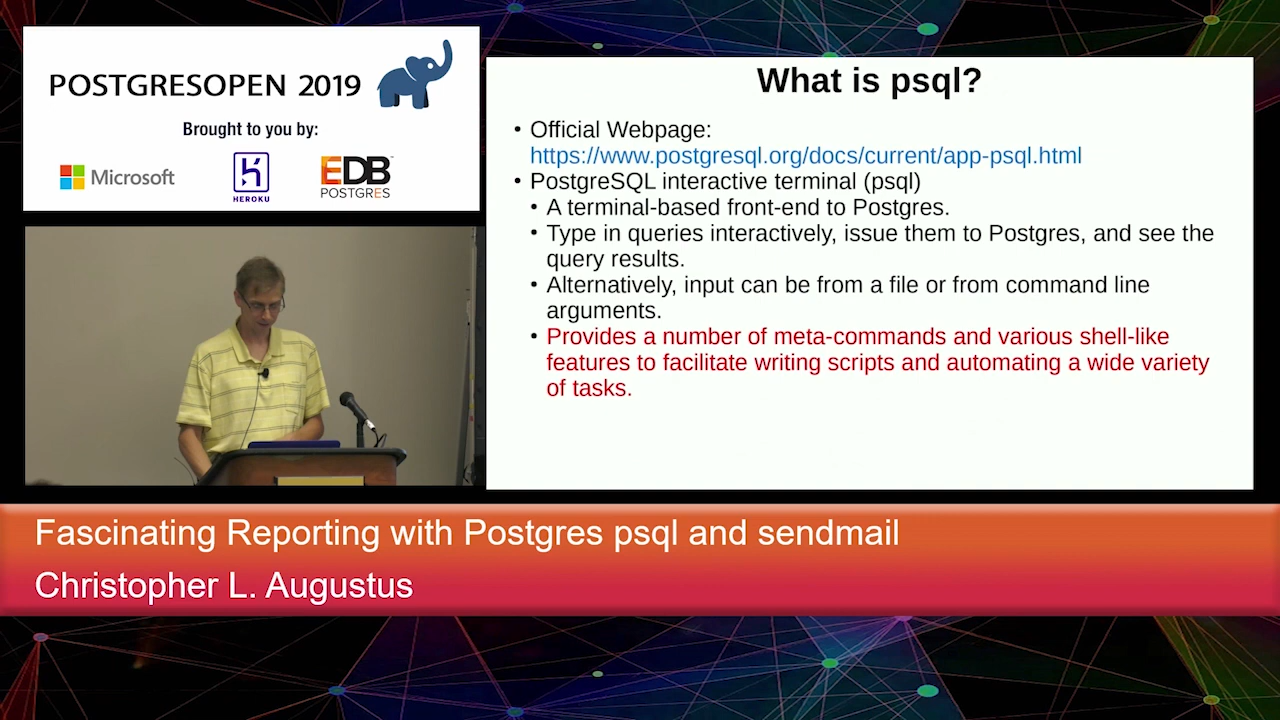 POSTGRESOPEN 2019
Brought to you by:
Microsoft
HEROKU
EDB
POSTGRES
What is psql?
• Official Webpage:
https://www.postgresql.org/docs/current/app-psql.html
• PostgreSQL interactive terminal (psql)
• A terminal-based front-end to Postgres.
• Type in queries interactively, issue them to Postgres, and see the
query results.
• Alternatively, input can be from a file or from command line
arguments.
• Provides a number of meta-commands and various shell-like
features to facilitate writing scripts and automating a wide variety
of tasks.
Fascinating Reporting with Postgres psql and sendmail
Christopher L. Augustus